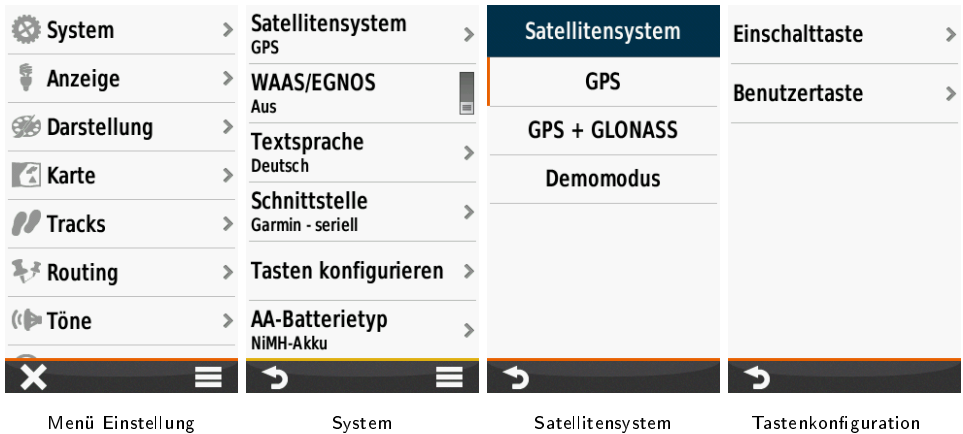 System
Anzeige
Darstellung
Karte
Tracks
Routing
Töne
Menü Einstellung
Satellitensystem
GPS
WAAS/EGNOS
Aus
Textsprache
Deutsch
Schnittstelle
Garmin - seriell
Tasten konfigurieren
AA-Batterietyp
NiMH-Akku
System
Satellitensystem
GPS
GPS + GLONASS
Demomodus
Satellitensystem
Einschalttaste
Benutzertaste
Tastenkonfiguration